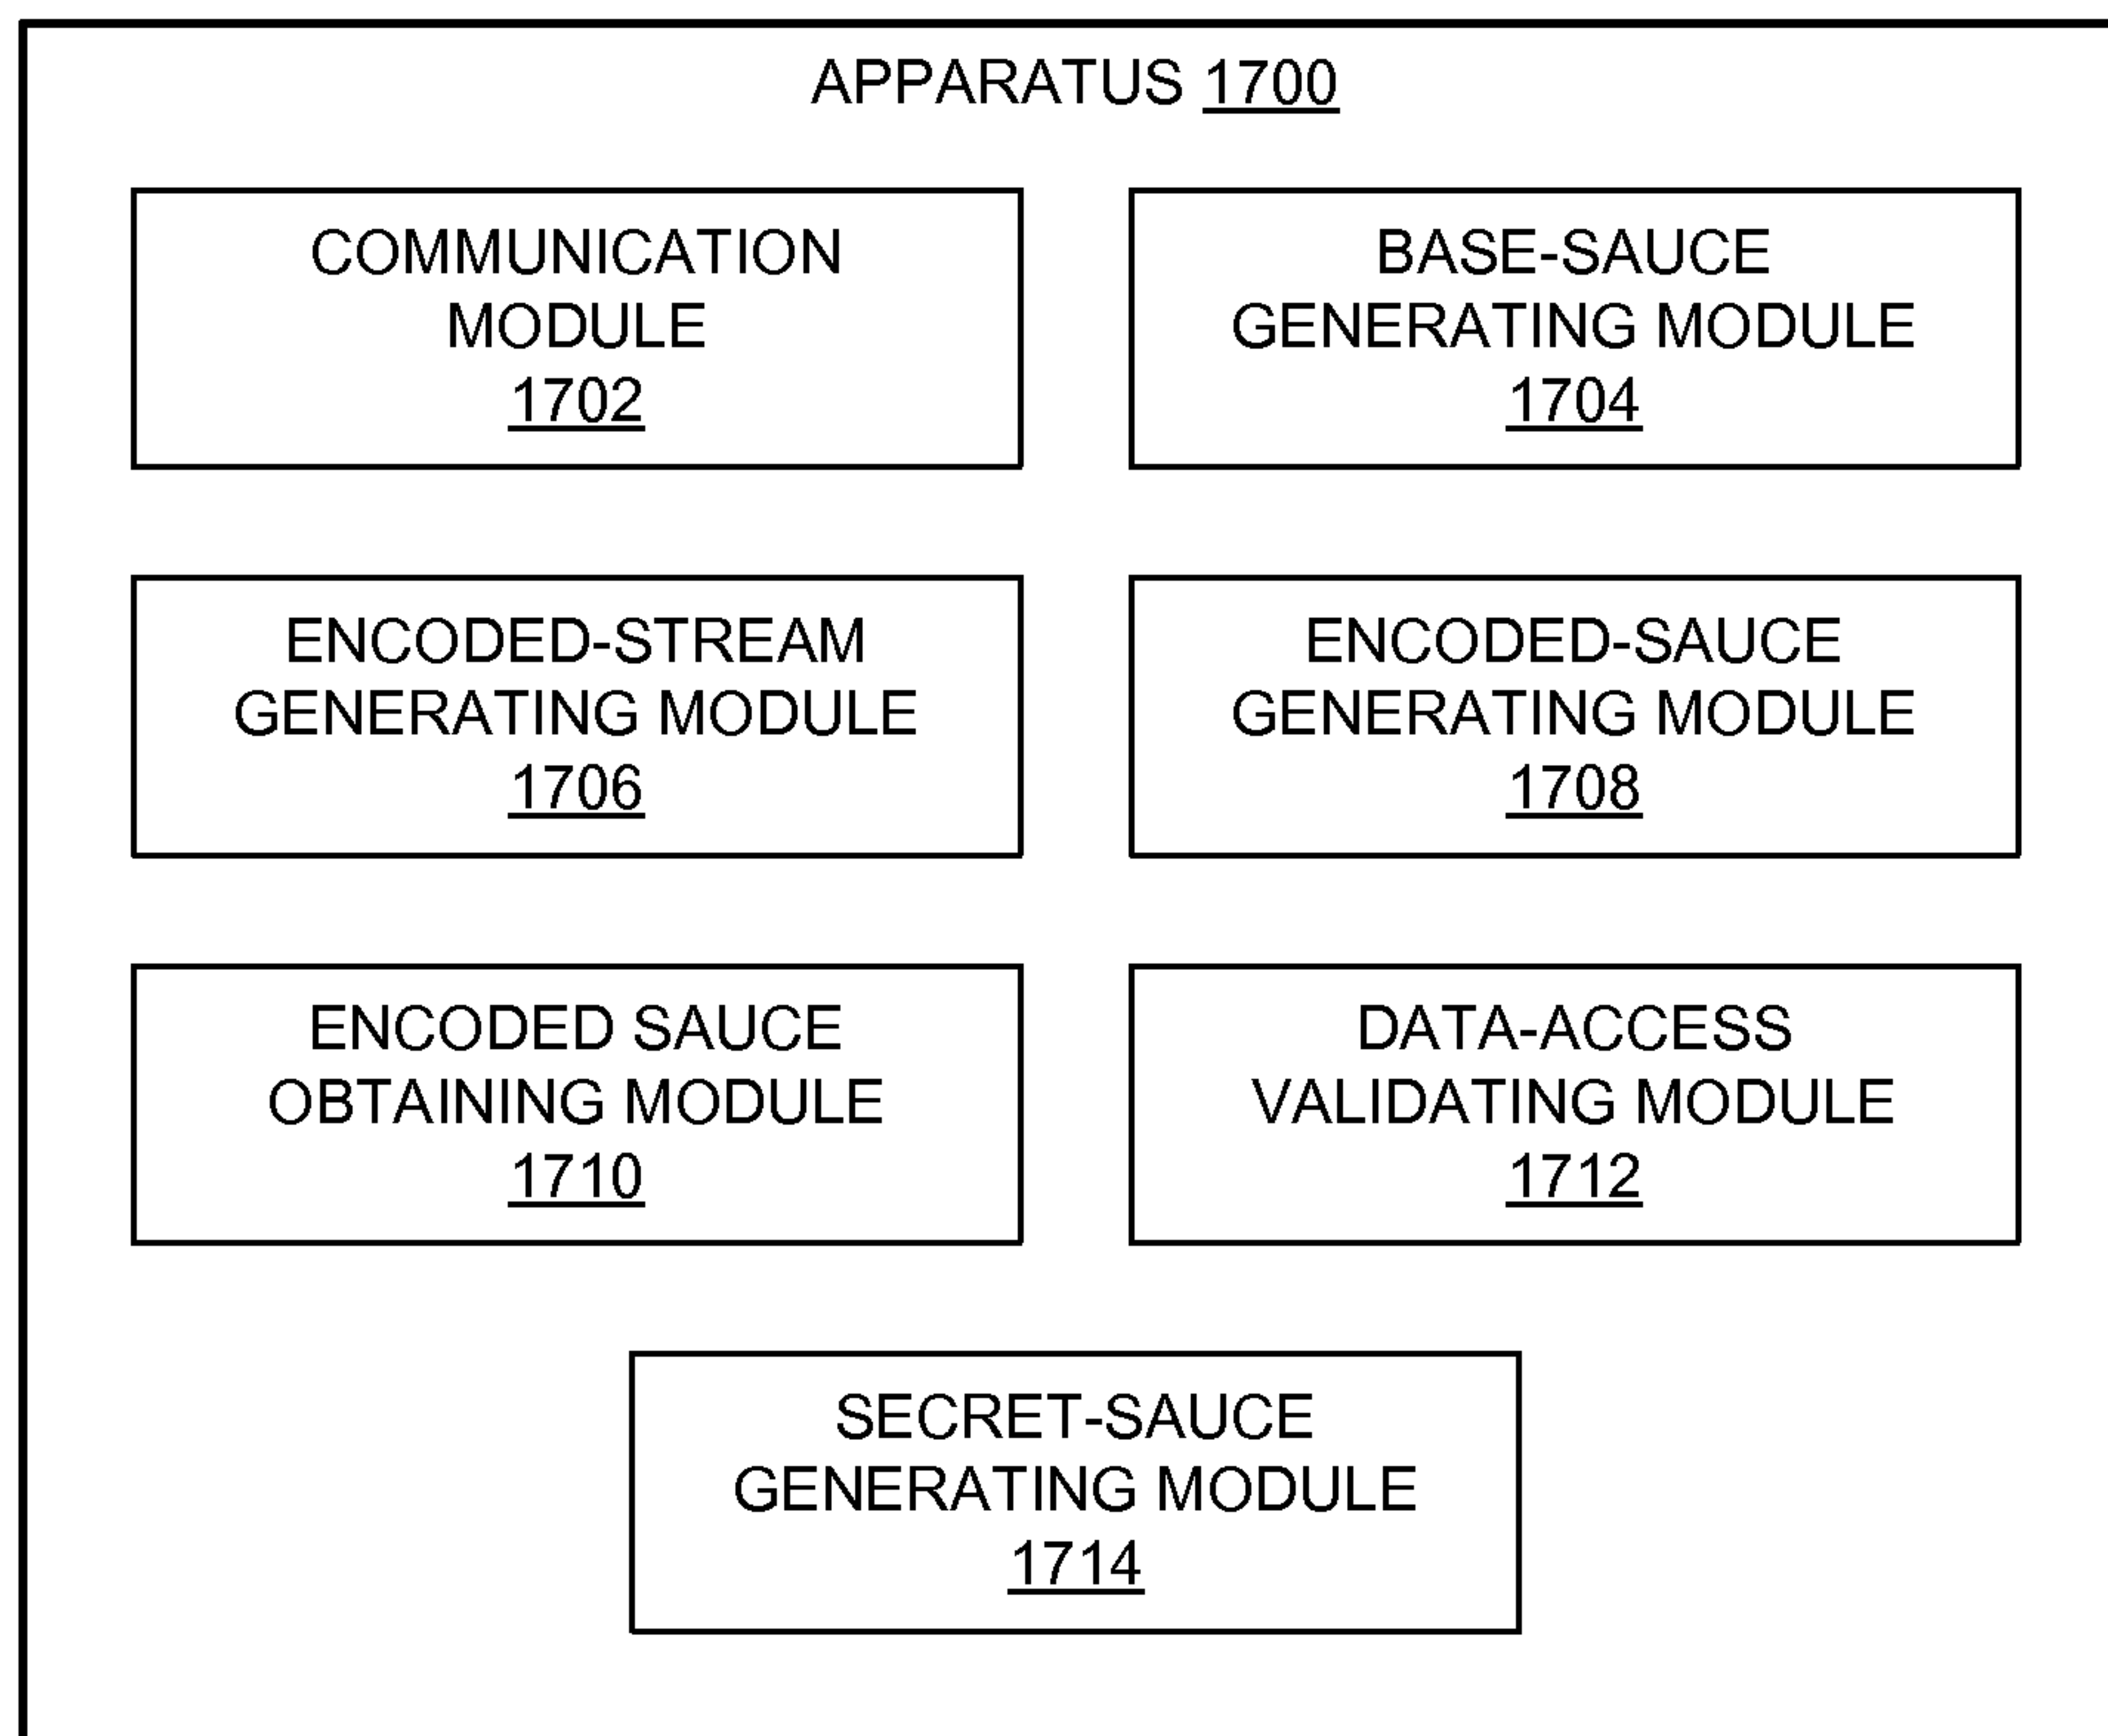 APPARATUS 1700
COMMUNICATION
MODULE
1702
BASE-SAUCE
GENERATING MODULE
1704
ENCODED-STREAM
GENERATING MODULE
1706
ENCODED-SAUCE
GENERATING MODULE
1708
ENCODED SAUCE
OBTAINING MODULE
1710
DATA-ACCESS
VALIDATING MODULE
1712
SECRET-SAUCE
GENERATING MODULE
1714